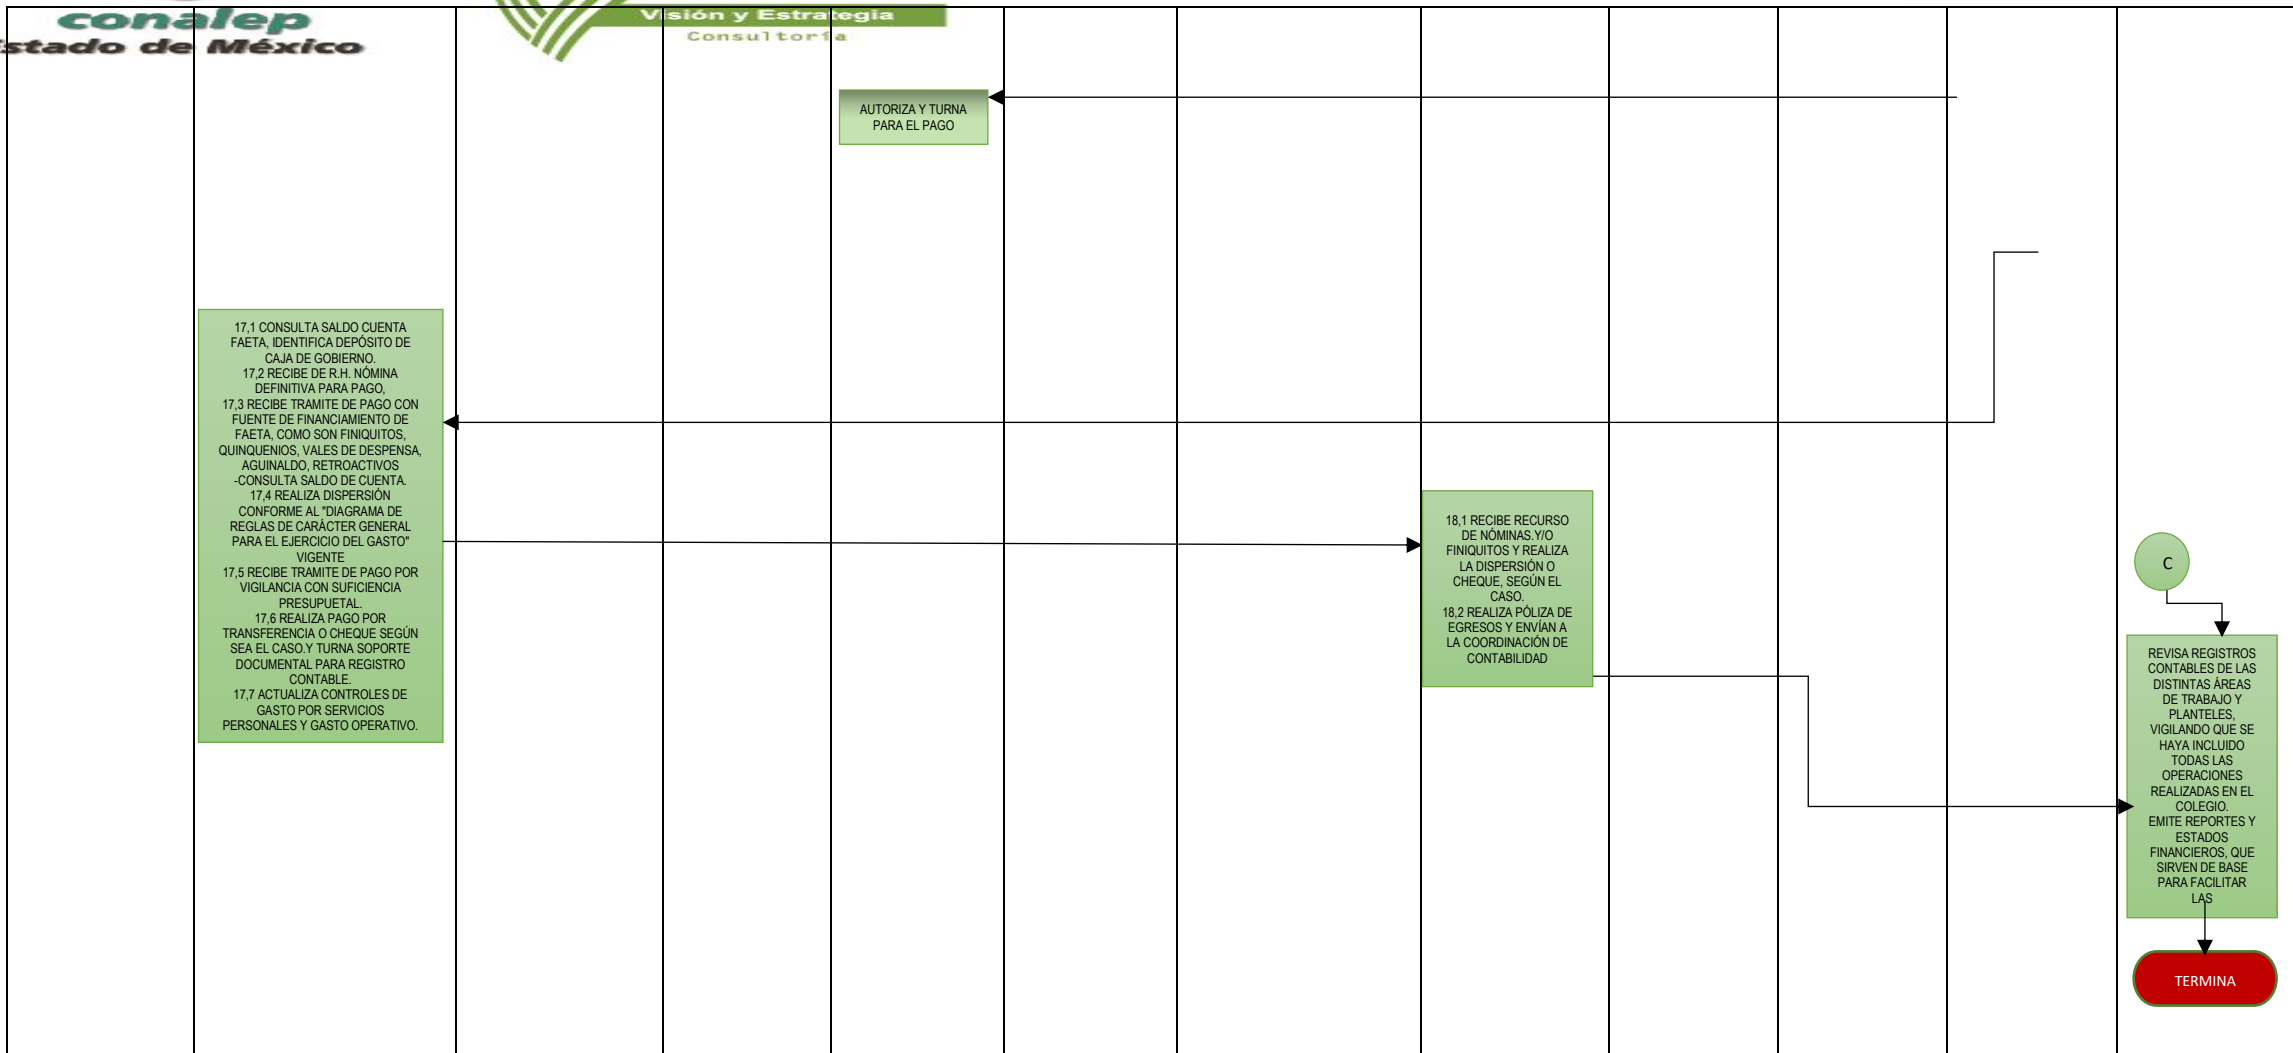 conalep
Estado de México
Visión y Estrategia
Consultoría
AUTORIZA Y TURNA
PARA EL PAGO
17,1 CONSULTA SALDO CUENTA
FAETA, IDENTIFICA DEPÓSITO DE
CAJA DE GOBIERNO.
17,2 RECIBE DE R.H. NÓMINA
DEFINITIVA PARA PAGO,
17,3 RECIBE TRAMITE DE PAGO CON
FUENTE DE FINANCIAMIENTO DE
FAETA, COMO SON FINIQUITOS,
QUINQUENIOS, VALES DE DESPENSA,
AGUINALDO, RETROACTIVOS
-CONSULTA SALDO DE CUENTA.
17,4 REALIZA DISPERSIÓN
CONFORME AL "DIAGRAMA DE
REGLAS DE CARÁCTER GENERAL
PARA EL EJERCICIO DEL GASTO"
VIGENTE
17,5 RECIBE TRAMITE DE PAGO POR
VIGILANCIA CON SUFICIENCIA
PRESUPUETAL.
17,6 REALIZA PAGO POR
TRANSFERENCIA O CHEQUE SEGÚN
SEA EL CASO.Y TURNA SOPORTE
DOCUMENTAL PARA REGISTRO
CONTABLE.
17,7 ACTUALIZA CONTROLES DE
GASTO POR SERVICIOS
PERSONALES Y GASTO OPERATIVO.
18,1 RECIBE RECURSO
DE NÓMINAS.Y/O
FINIQUITOS Y REALIZA
LA DISPERSIÓN O
CHEQUE, SEGÚN EL
CASO.
18,2 REALIZA PÓLIZA DE
EGRESOS Y ENVÍAN A
LA COORDINACIÓN DE
CONTABILIDAD
C
REVISA REGISTROS
CONTABLES DE LAS
DISTINTAS ÁREAS
DE TRABAJO Y
PLANTELES,
VIGILANDO QUE SE
HAYA INCLUIDO
TODAS LAS
OPERACIONES
REALIZADAS EN EL
COLEGIO.
EMITE REPORTES Y
ESTADOS
FINANCIEROS, QUE
SIRVEN DE BASE
PARA FACILITAR
LAS
TERMINA